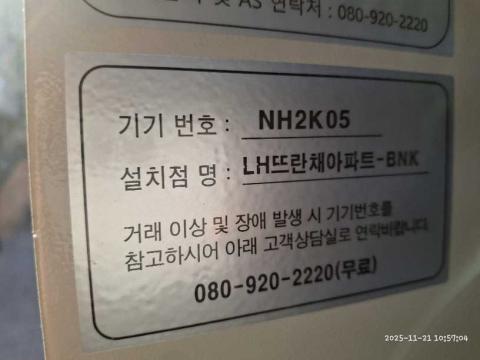 및 AS 연락처 : 080-920-2220
기기 번호 : NH2K05
설치점 명 : LH뜨란채아파트-BNK
거래 이상 및 장애 발생 시 기기번호를
참고하시어 아래 고객상담실로 연락바랍니다.
080-920-2220(무료)
2025-11-21 10:57:04